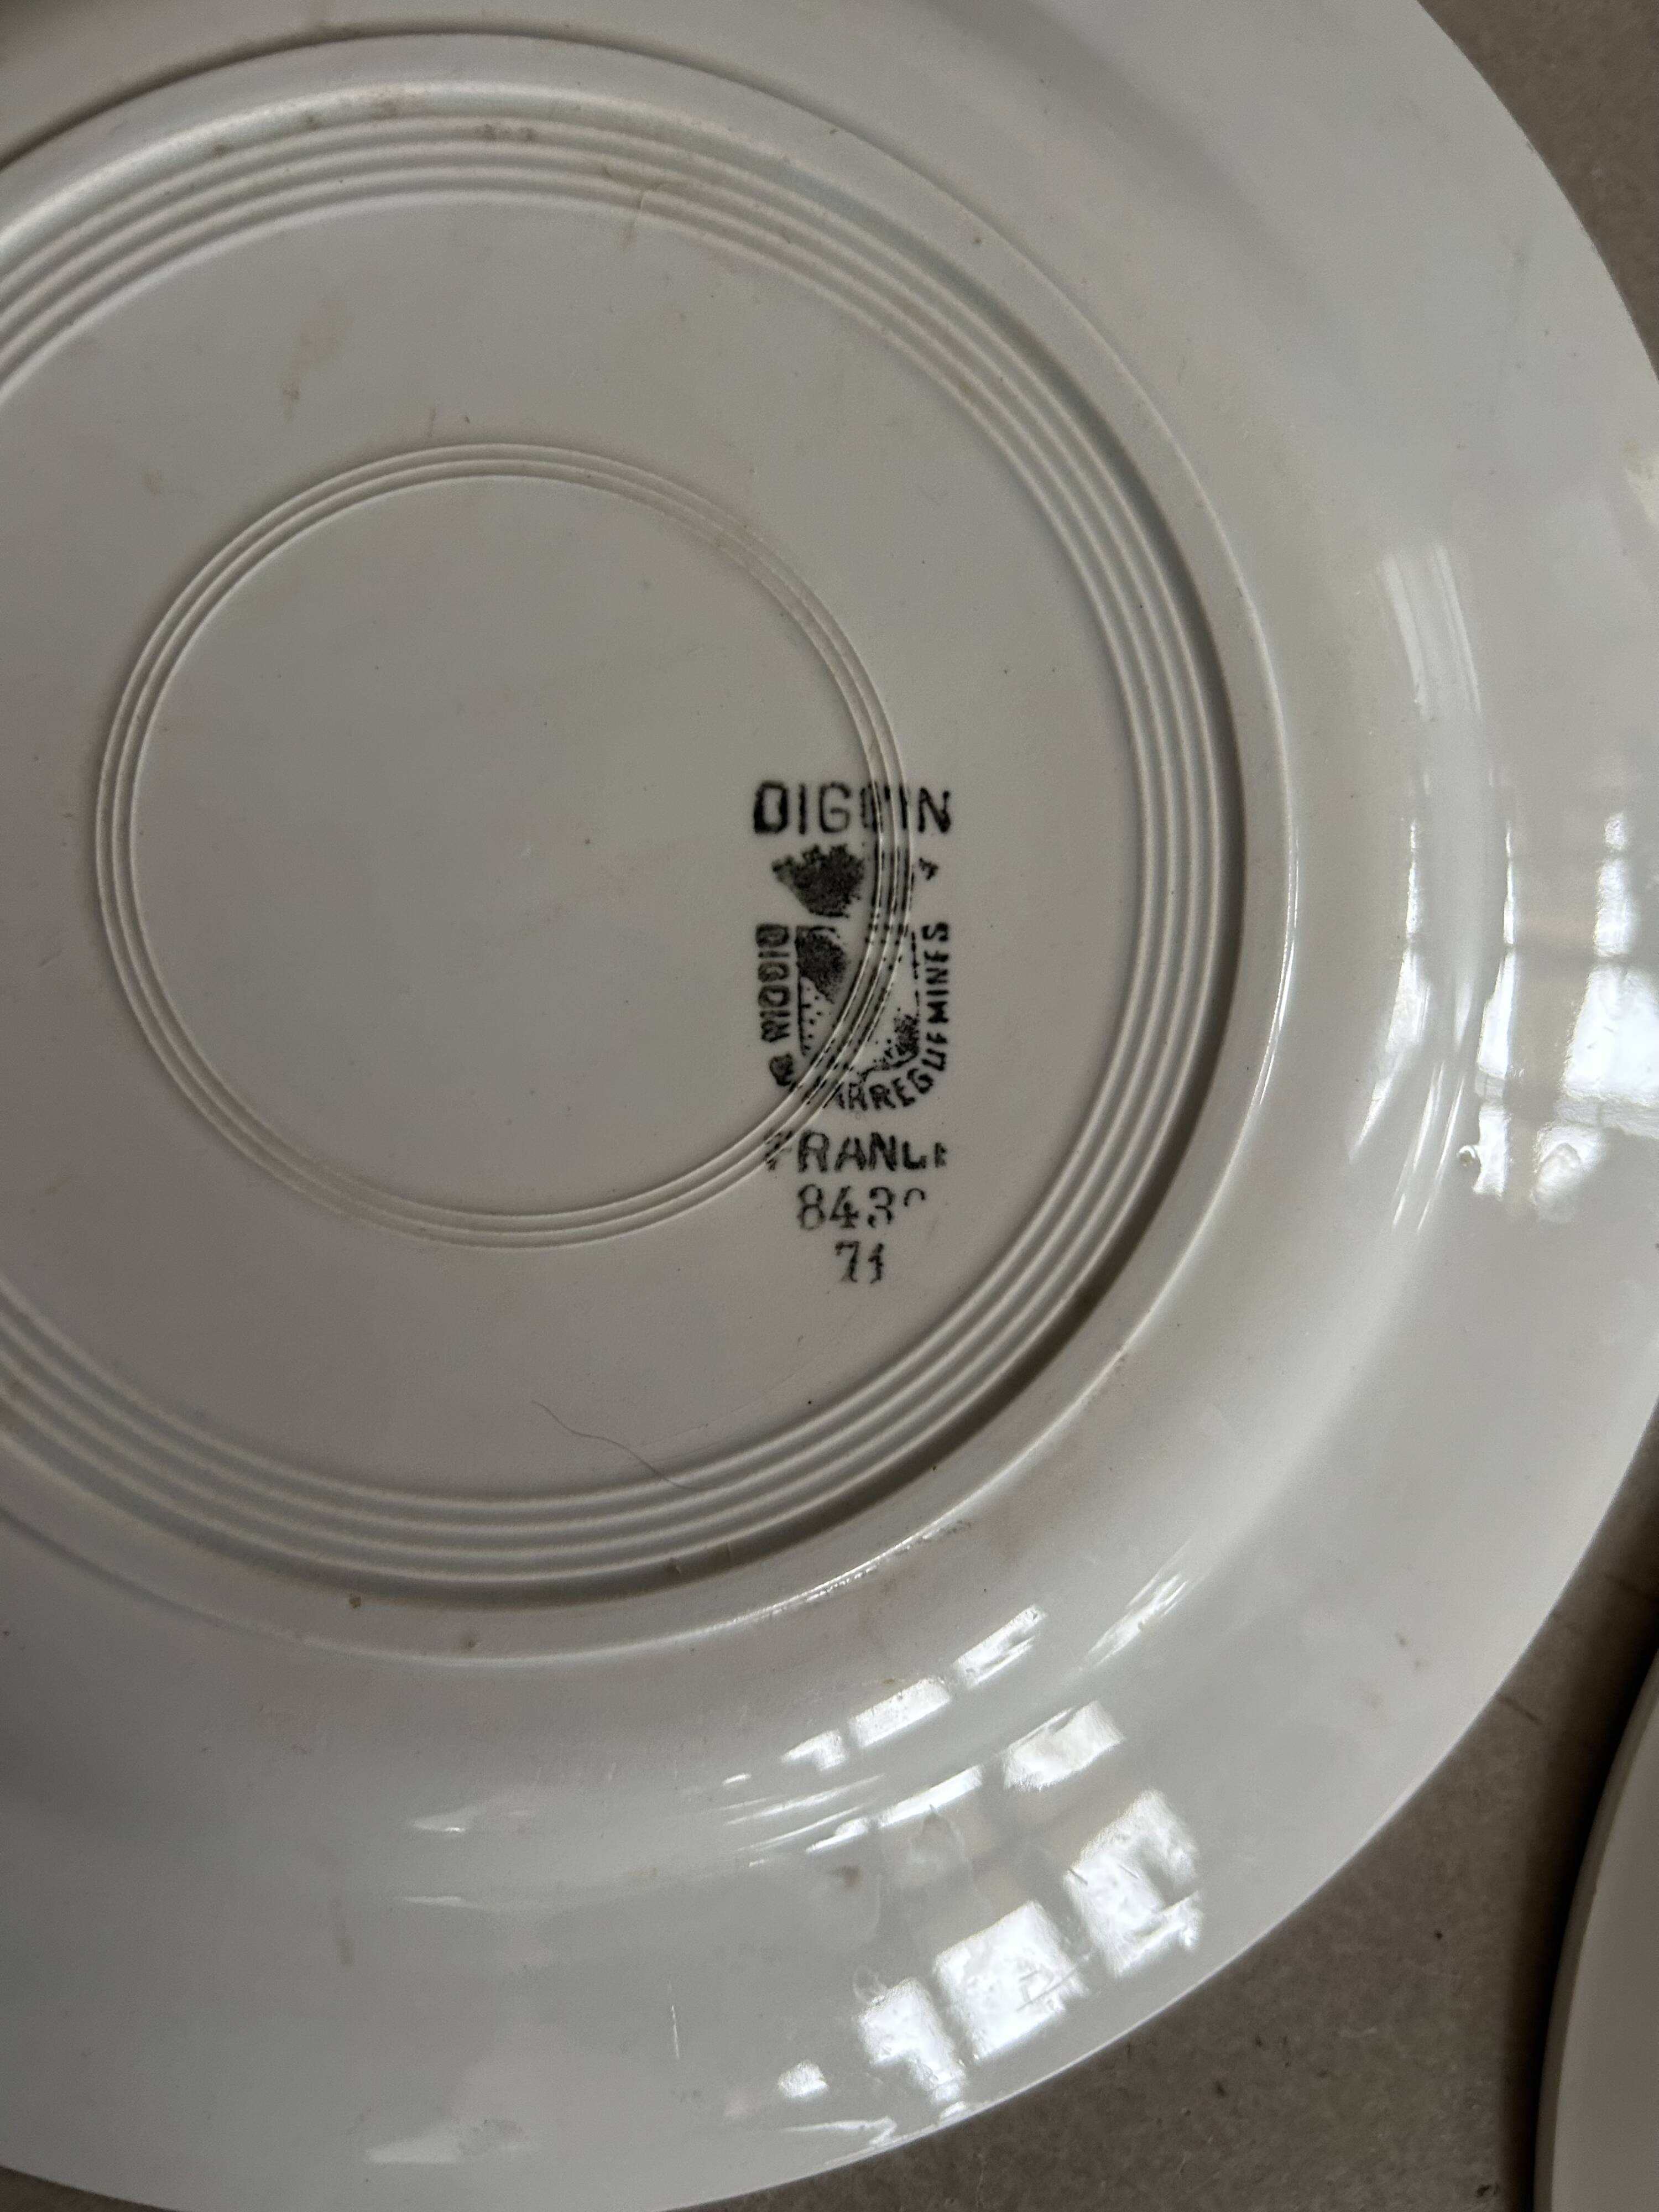 DIGOIN
DIGOIN & SARREGUEMINES
FRANCE
843
71